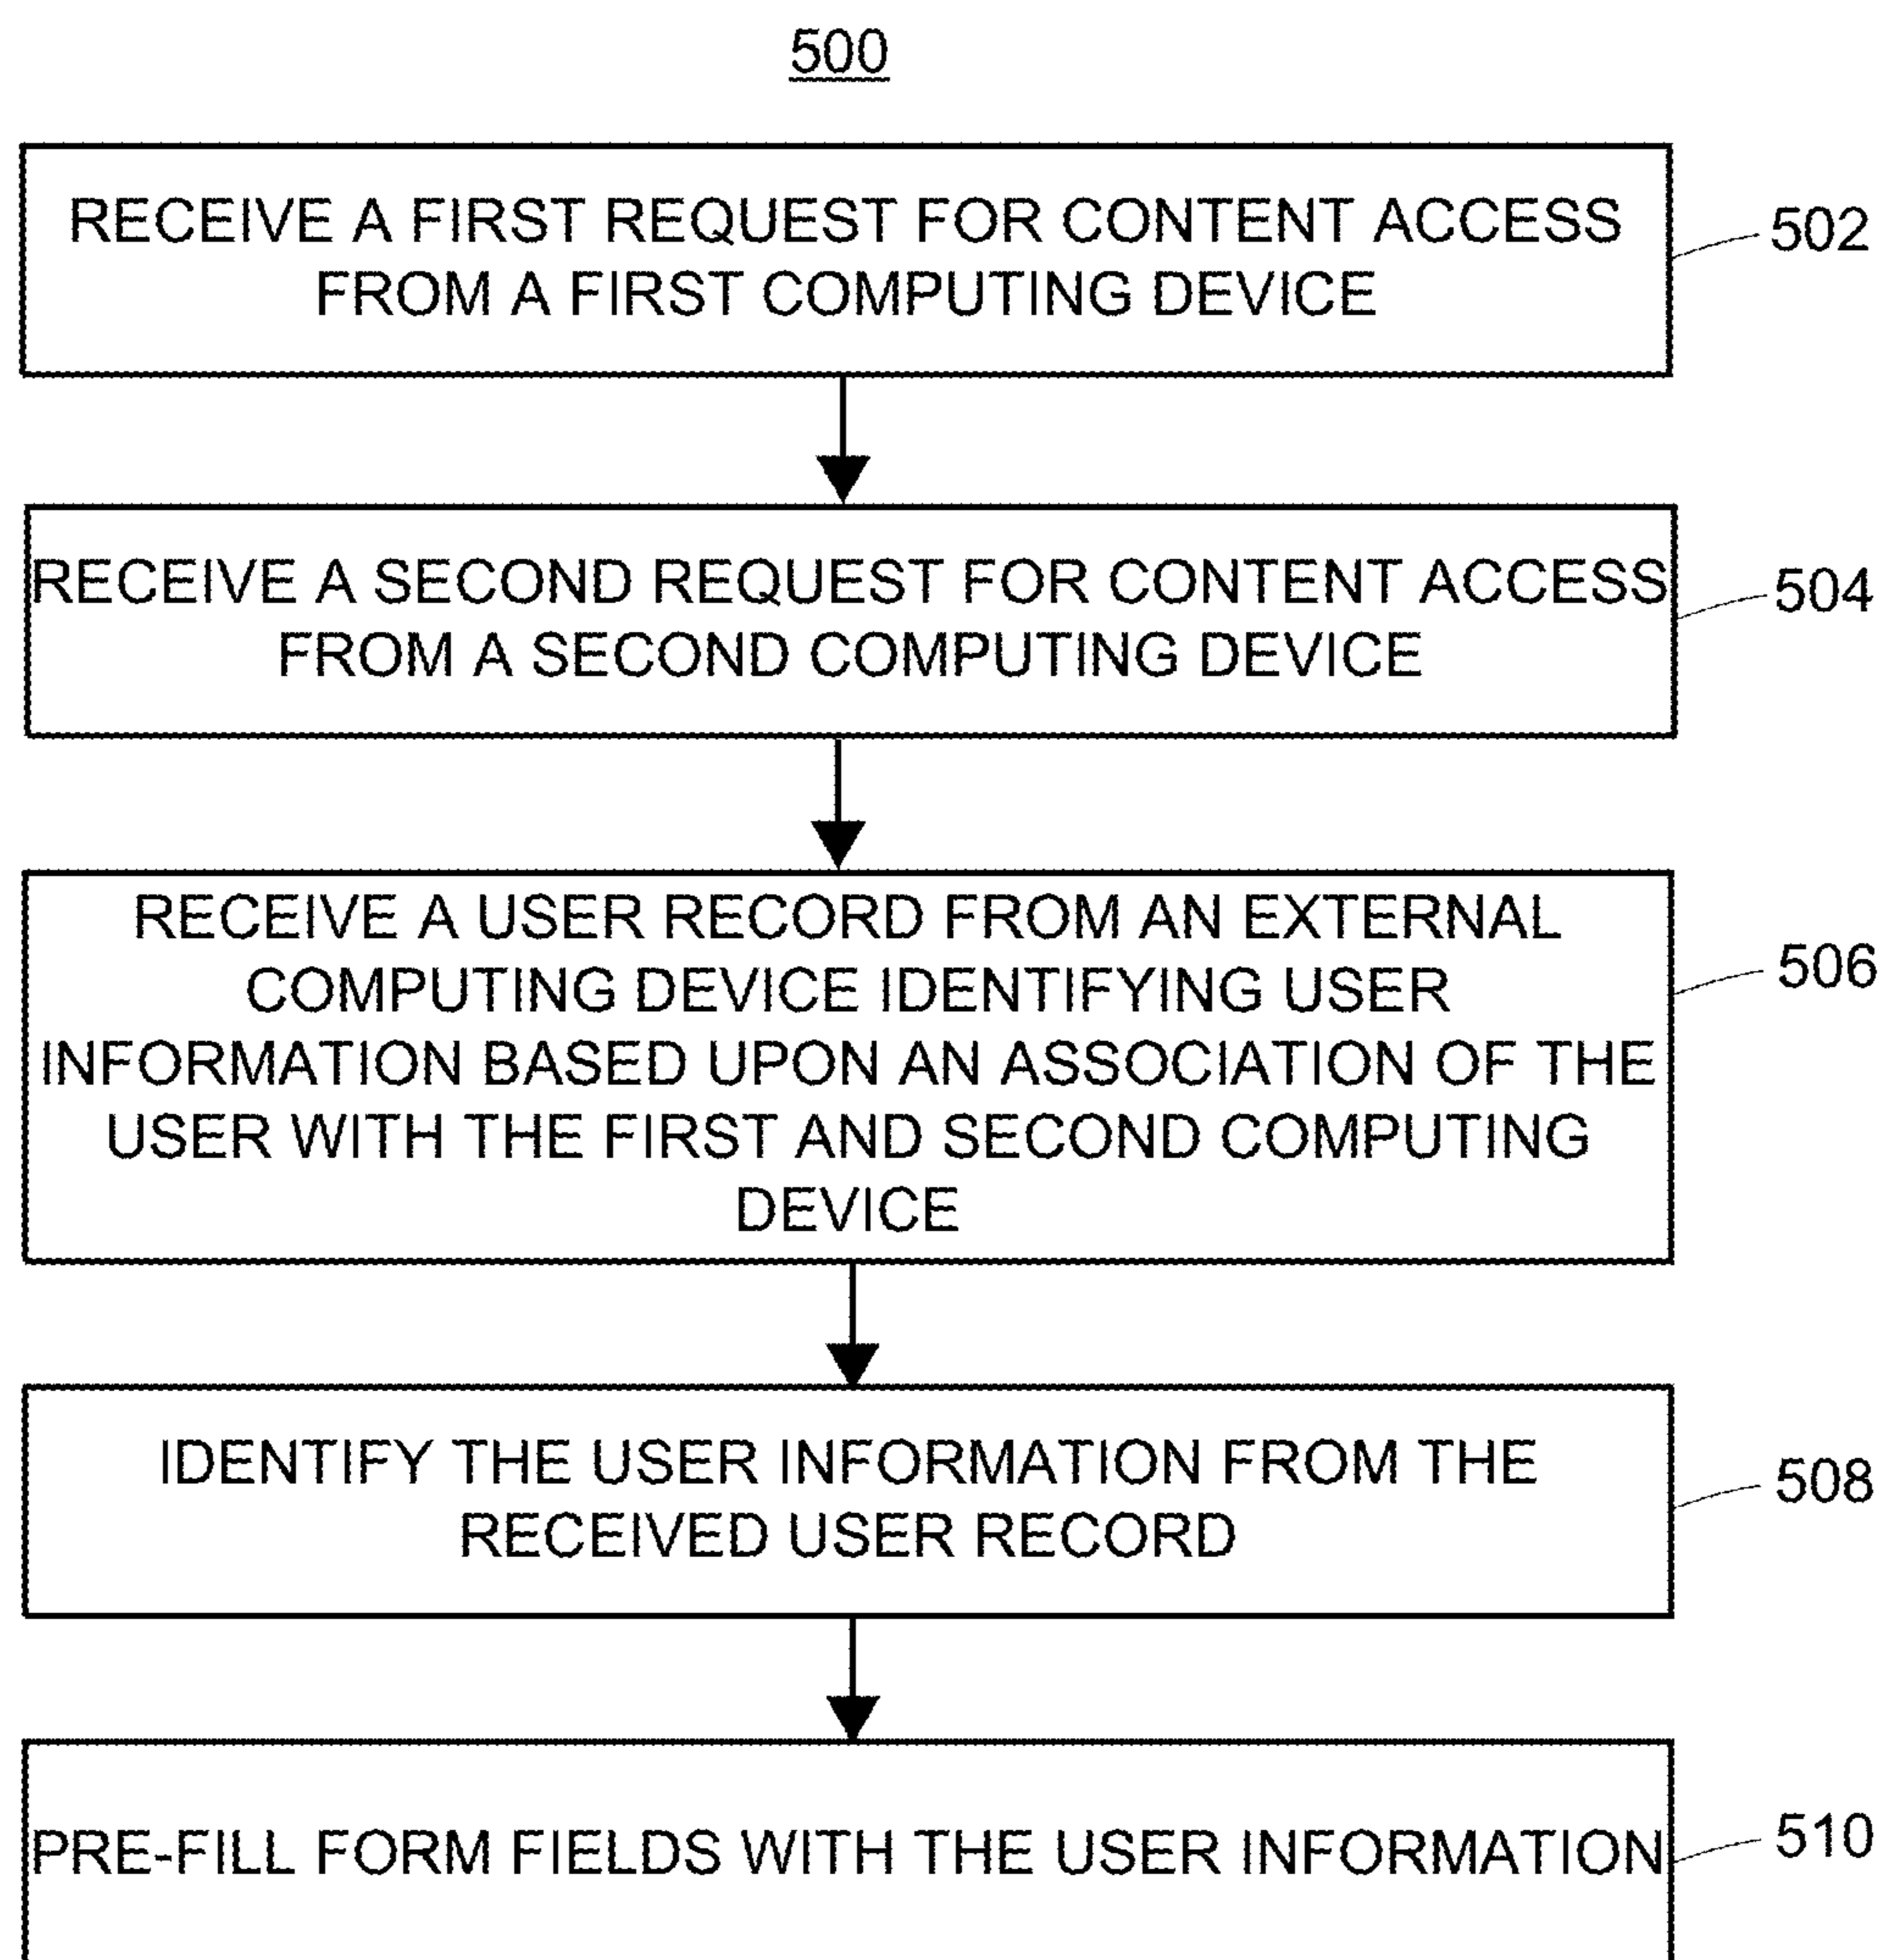 500
RECEIVE A FIRST REQUEST FOR CONTENT ACCESS
FROM A FIRST COMPUTING DEVICE
502
RECEIVE A SECOND REQUEST FOR CONTENT ACCESS
FROM A SECOND COMPUTING DEVICE
504
RECEIVE A USER RECORD FROM AN EXTERNAL
COMPUTING DEVICE IDENTIFYING USER
INFORMATION BASED UPON AN ASSOCIATION OF THE
USER WITH THE FIRST AND SECOND COMPUTING
DEVICE
506
IDENTIFY THE USER INFORMATION FROM THE
RECEIVED USER RECORD
508
PRE-FILL FORM FIELDS WITH THE USER INFORMATION
510